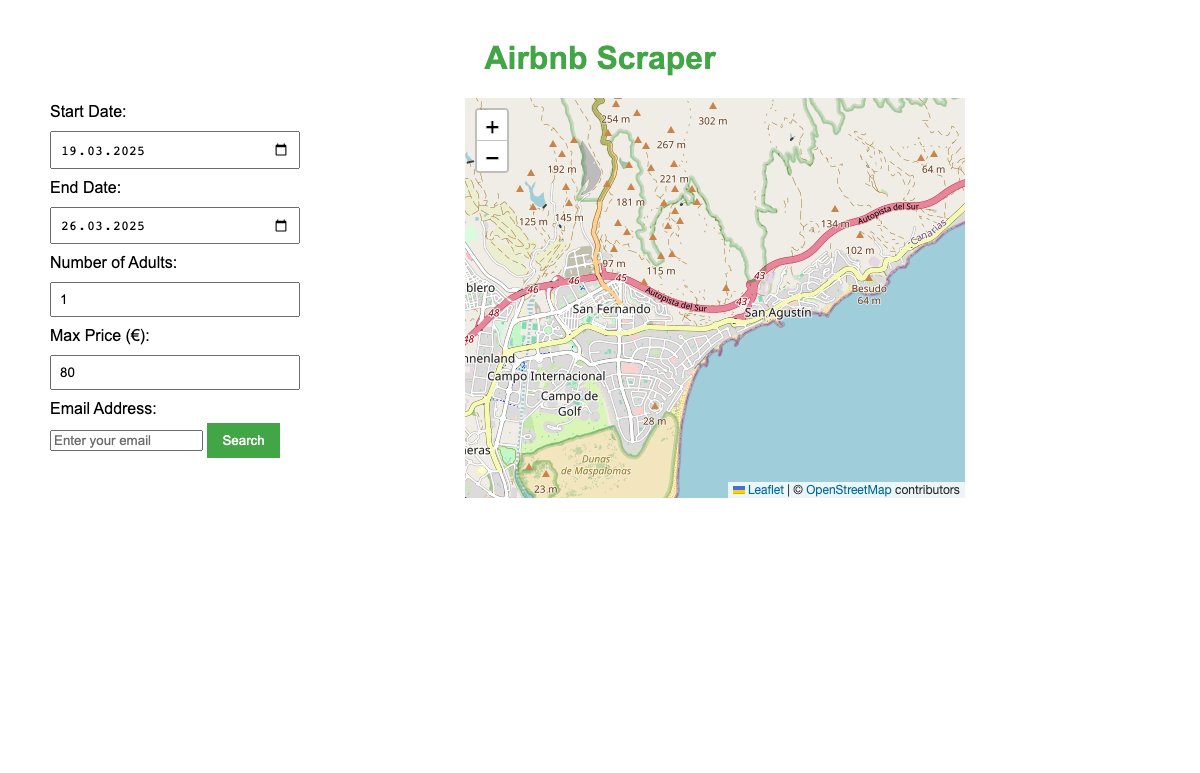 Airbnb Scraper
Start Date:
19.03.2025
End Date:
26.03.2025
Number of Adults:
1
Max Price (€):
80
Email Address:
Enter your email
Search
+
−
254 m
302 m
267 m
192 m
221 m
64 m
181 m
125 m
145 m
134 m
Autopista del Sur
Canarias
102 m
97 m
115 m
45
46
46
43
43
48
48
Autopista del Sur
Besudo
64 m
blero
San Fernando
San Agustín
nnenland
Campo Internacional
Campo de
Golf
28 m
eras
Dunas
de Maspalomas
23 m
Leaflet | © OpenStreetMap contributors